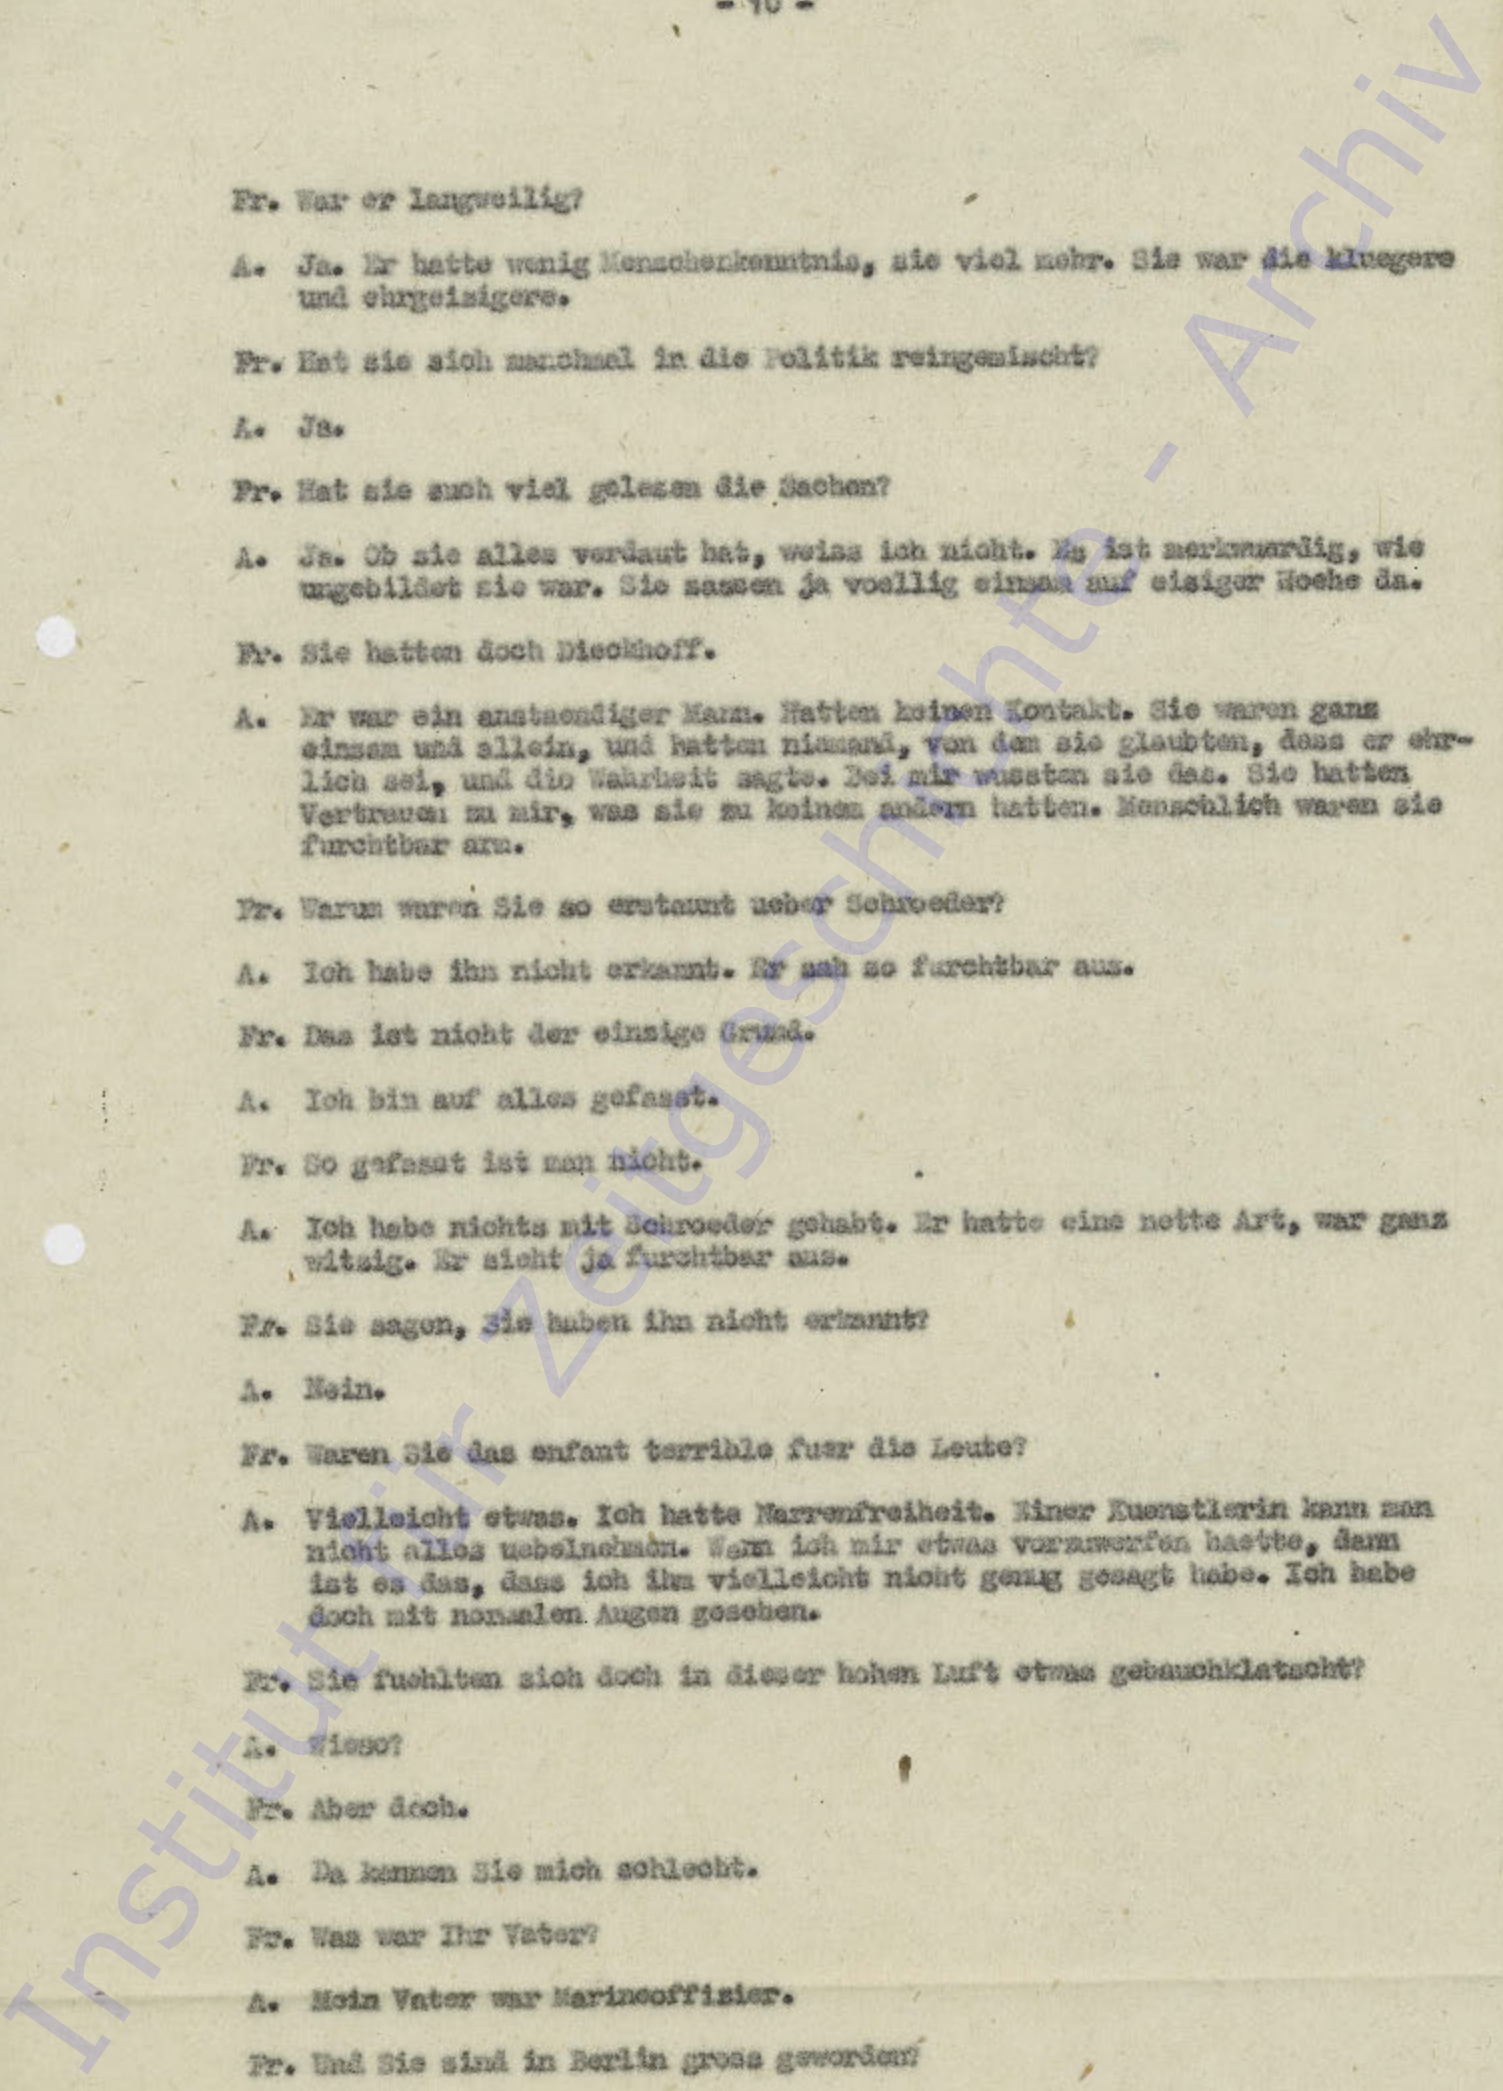 - 10 -
Fr. War er langweilig?
A. Ja. Er hatte wenig Menschenkenntnis, sie viel mehr. Sie war die kluegere
und ehrgeizigere.
Fr. Hat sie sich manchmal in die Politik reingemischt?
A. Ja.
Fr. Hat sie auch viel gelesen die Sachen?
A. Ja. Ob sie alles verdaut hat, weiss ich nicht. Es ist merkwuerdig, wie
ungebildet sie war. Sie sassen ja voellig einsam auf eisiger Hoehe da.
Fr. Sie hatten doch Dieckhoff.
A. Er war ein anstaendiger Mann. Hatten keinen Kontakt. Sie waren ganz
einsam und allein, und hatten niemand, von dem sie glaubten, dass er ehr-
lich sei, und die Wahrheit sagte. Bei mir wussten sie das. Sie hatten
Vertrauen zu mir, was sie zu keinem andern hatten. Menschlich waren sie
furchtbar arm.
Fr. Warum waren Sie so erstaunt ueber Schroeder?
A. Ich habe ihn nicht erkannt. Er sah so furchtbar aus.
Fr. Das ist nicht der einzige Grund.
A. Ich bin auf alles gefasst.
Fr. So gefasst ist man nicht.
A. Ich habe nichts mit Schroeder gehabt. Er hatte eine nette Art, war ganz
witzig. Er sieht ja furchtbar aus.
Fr. Sie sagen, Sie haben ihn nicht erkannt?
A. Nein.
Fr. Waren Sie das enfant terrible fuer die Leute?
A. Vielleicht etwas. Ich hatte Narrenfreiheit. Einer Kuenstlerin kann man
nicht alles uebelnehmen. Wenn ich mir etwas vorzuwerfen haette, dann
ist es das, dass ich ihm vielleicht nicht genug gesagt habe. Ich habe
doch mit normalen Augen gesehen.
Fr. Sie fuehlten sich doch in dieser hohen Luft etwas gebauchklatscht?
A. Wieso?
Fr. Aber doch.
A. Da kennen Sie mich schlecht.
Fr. Was war Ihr Vater?
A. Mein Vater war Marineoffizier.
Fr. Und Sie sind in Berlin gross geworden?
Institut für Zeitgeschichte - Archiv